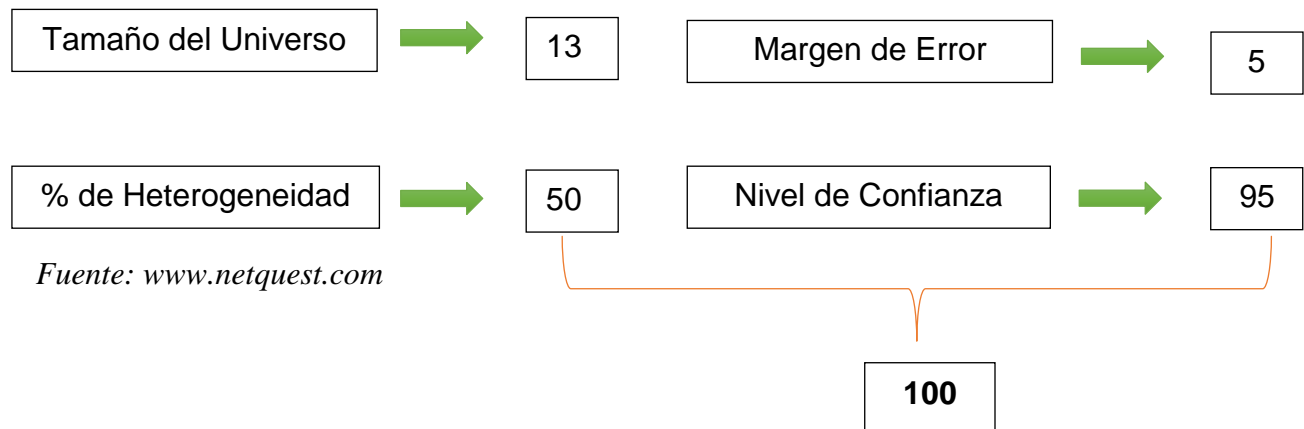 Tamaño del Universo
13
Margen de Error
5
% de Heterogeneidad
50
Nivel de Confianza
95
Fuente: www.netquest.com
100